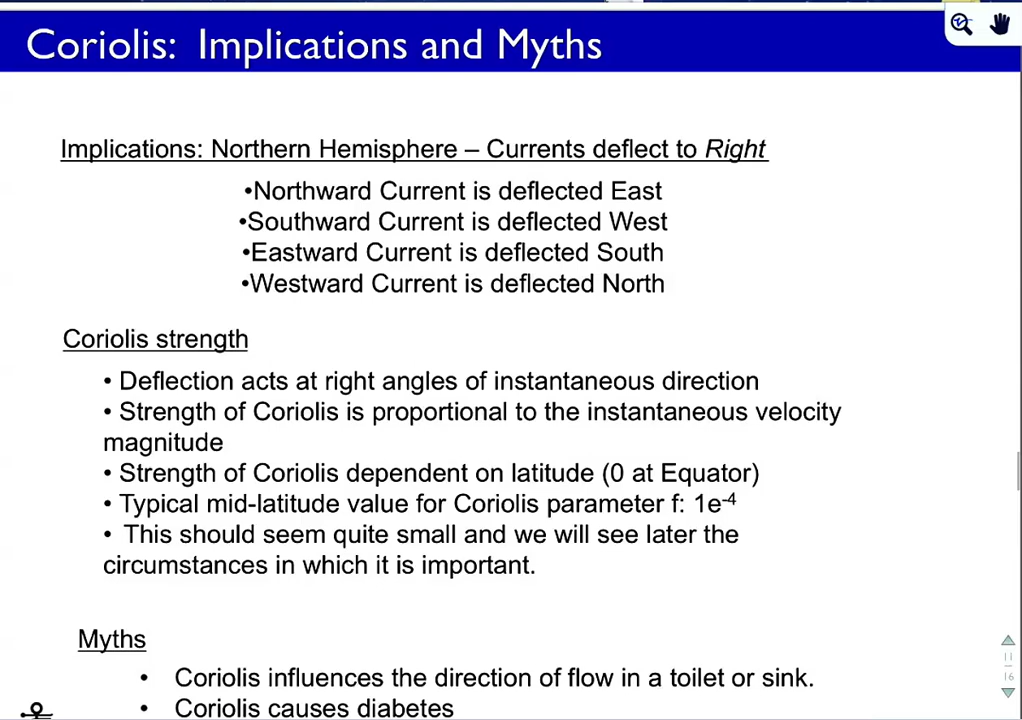 Coriolis: Implications and Myths
Implications: Northern Hemisphere – Currents deflect to Right
•Northward Current is deflected East
•Southward Current is deflected West
•Eastward Current is deflected South
•Westward Current is deflected North
Coriolis strength
• Deflection acts at right angles of instantaneous direction
• Strength of Coriolis is proportional to the instantaneous velocity
magnitude
• Strength of Coriolis dependent on latitude (0 at Equator)
• Typical mid-latitude value for Coriolis parameter f: 1e-4
• This should seem quite small and we will see later the
circumstances in which it is important.
Myths
• Coriolis influences the direction of flow in a toilet or sink.
• Coriolis causes diabetes
11
16